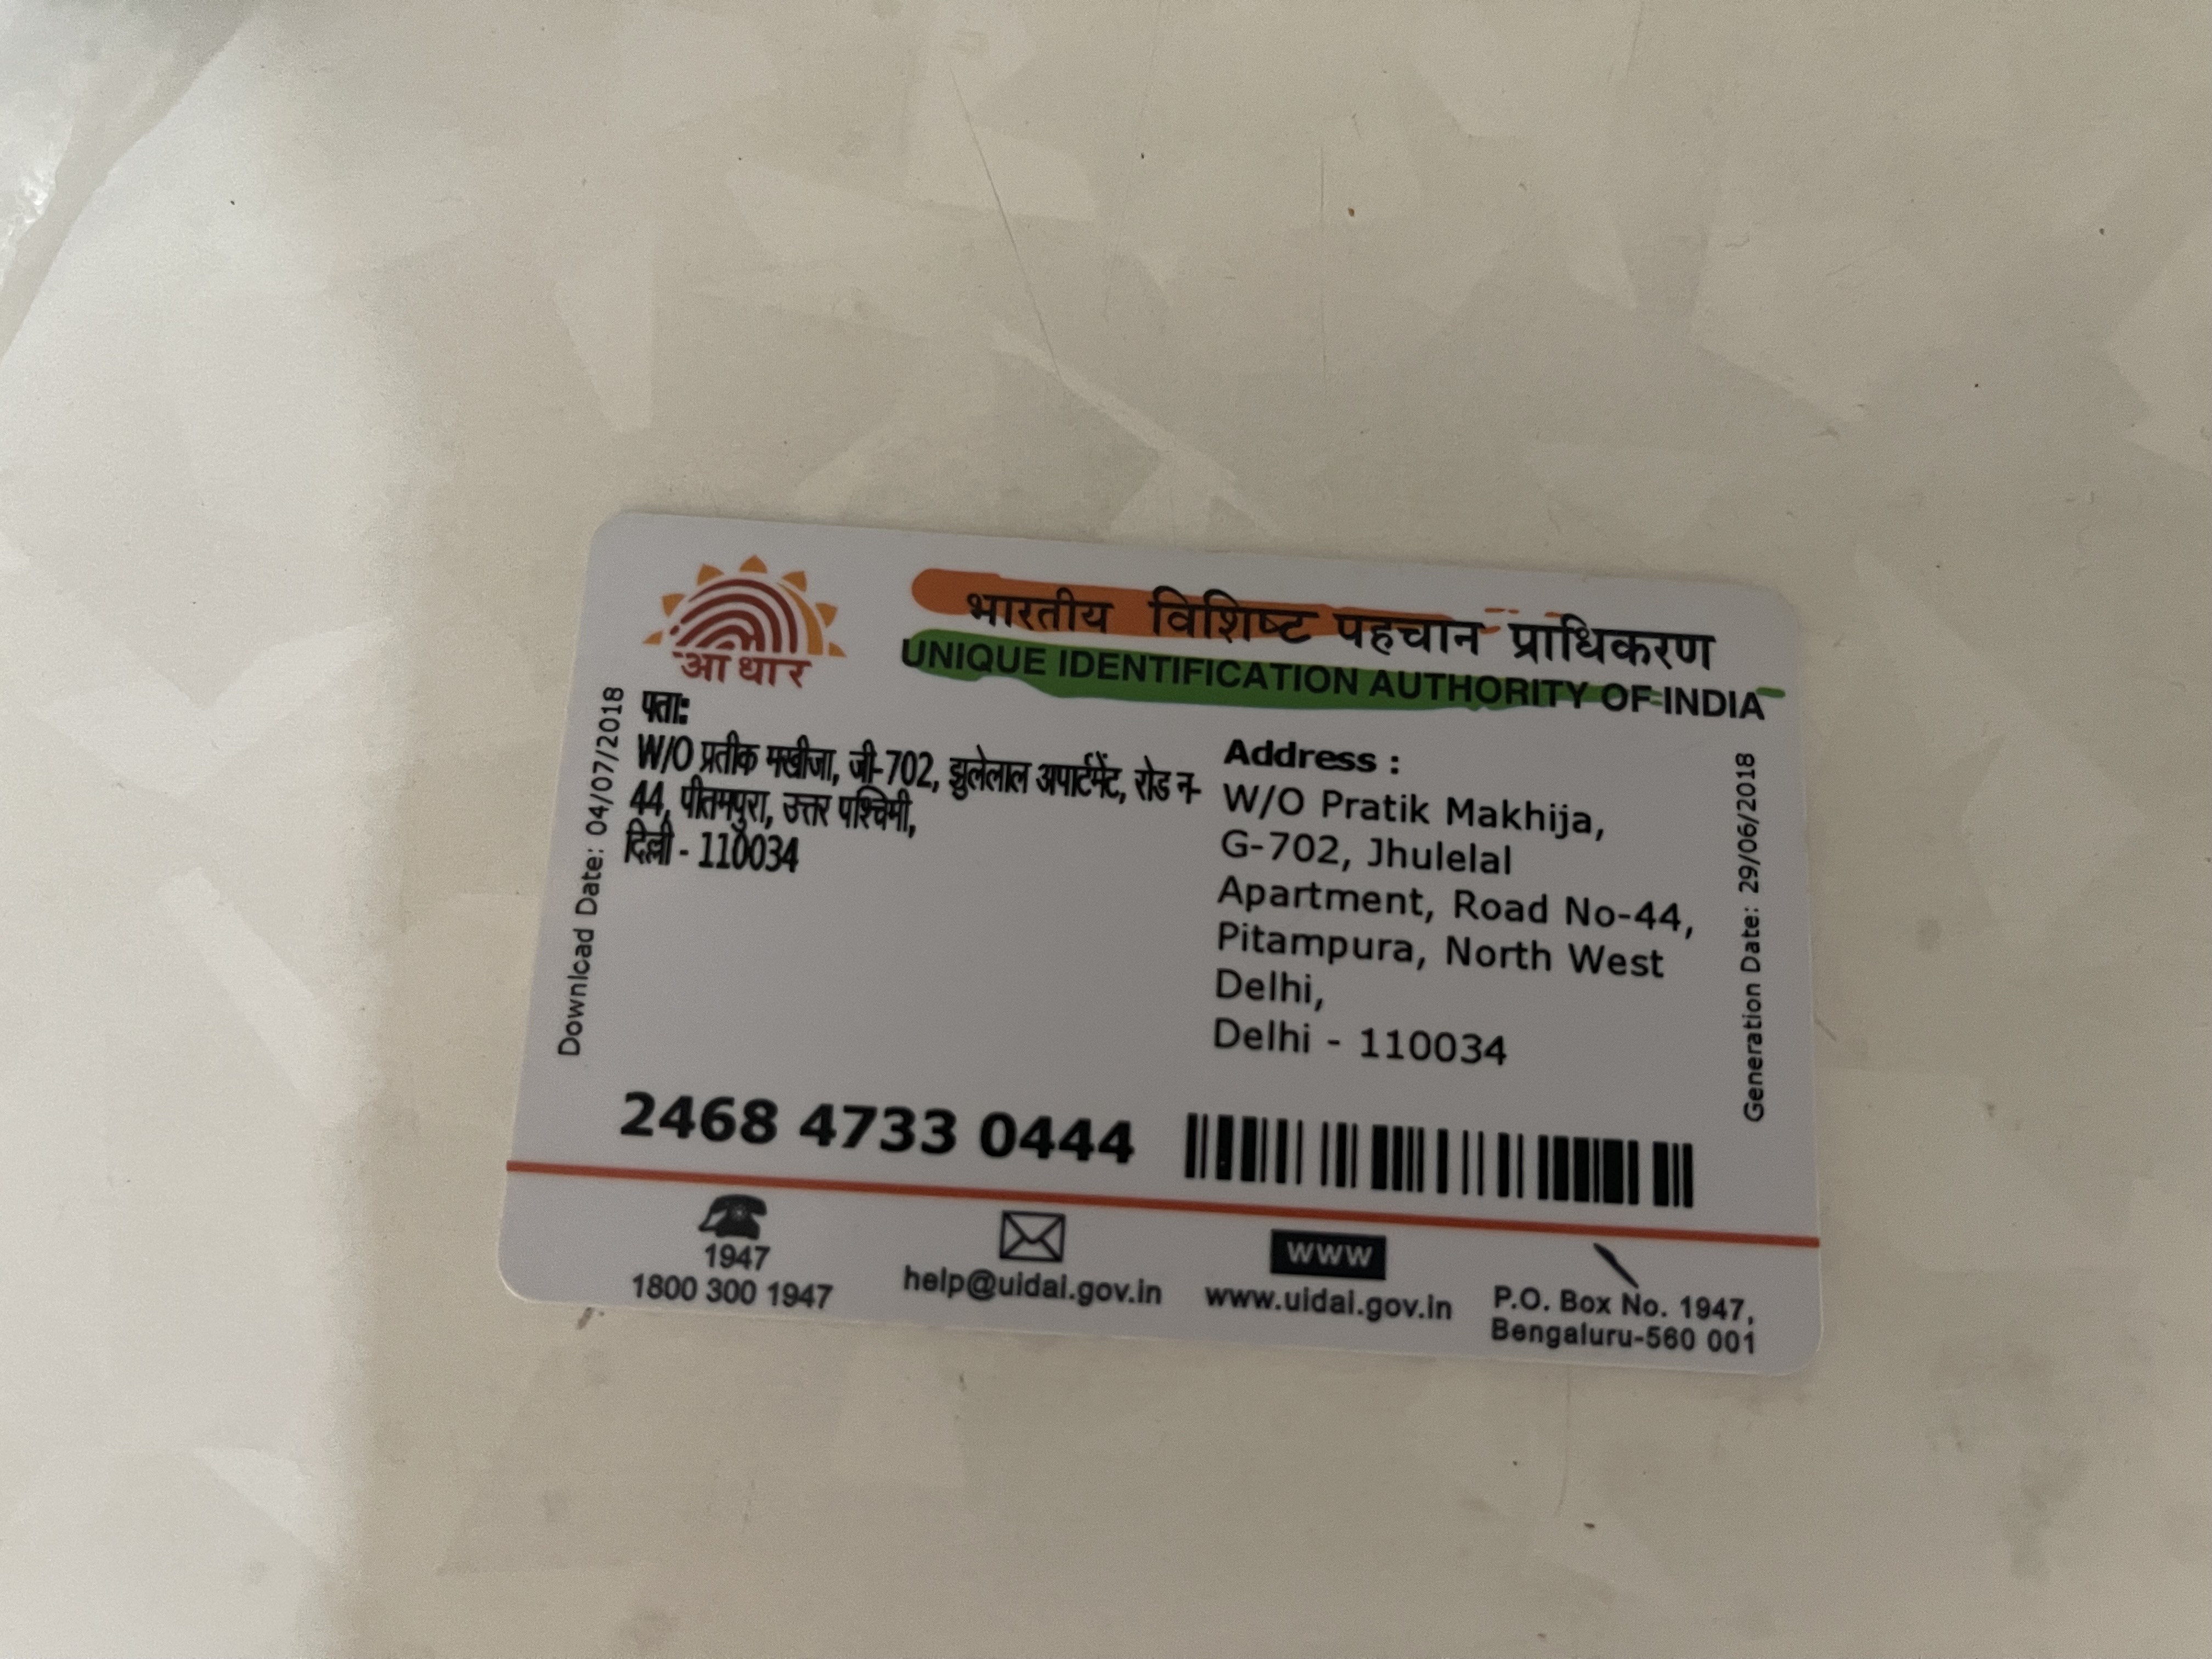 आधार
भारतीय विशिष्ट पहचान प्राधिकरण
UNIQUE IDENTIFICATION AUTHORITY OF INDIA
Download Date: 04/07/2018
पता:
W/O प्रतीक मखीजा, जी-702, झुलेलाल अपार्टमेंट, रोड न-
44, पीतमपुरा, उत्तर पश्चिमी,
दिल्ली - 110034
Address :
W/O Pratik Makhija,
G-702, Jhulelal
Apartment, Road No-44,
Pitampura, North West
Delhi,
Delhi - 110034
Generation Date: 29/06/2018
2468 4733 0444
1947
1800 300 1947
help@uidai.gov.in
www
www.uidai.gov.in
P.O. Box No. 1947,
Bengaluru-560 001